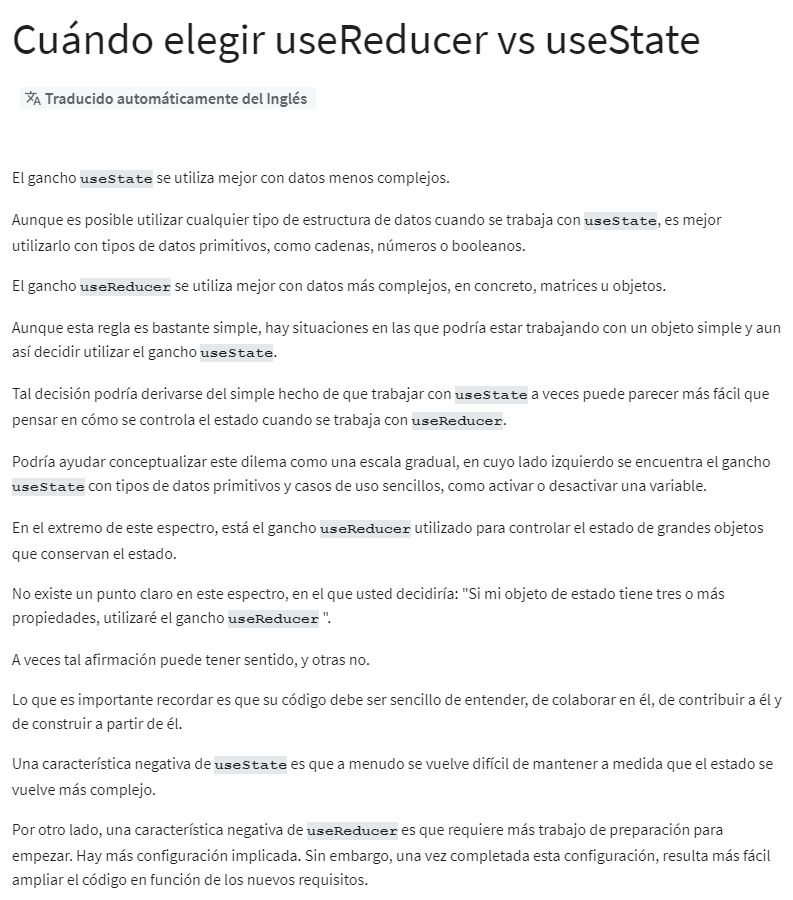 Cuándo elegir useReducer vs useState
Traducido automáticamente del Inglés
El gancho useState se utiliza mejor con datos menos complejos.
Aunque es posible utilizar cualquier tipo de estructura de datos cuando se trabaja con useState, es mejor
utilizarlo con tipos de datos primitivos, como cadenas, números o booleanos.
El gancho useReducer se utiliza mejor con datos más complejos, en concreto, matrices u objetos.
Aunque esta regla es bastante simple, hay situaciones en las que podría estar trabajando con un objeto simple y aun
así decidir utilizar el gancho useState.
Tal decisión podría derivarse del simple hecho de que trabajar con useState a veces puede parecer más fácil que
pensar en cómo se controla el estado cuando se trabaja con useReducer.
Podría ayudar conceptualizar este dilema como una escala gradual, en cuyo lado izquierdo se encuentra el gancho
useState con tipos de datos primitivos y casos de uso sencillos, como activar o desactivar una variable.
En el extremo de este espectro, está el gancho useReducer utilizado para controlar el estado de grandes objetos
que conservan el estado.
No existe un punto claro en este espectro, en el que usted decidiría: "Si mi objeto de estado tiene tres o más
propiedades, utilizaré el gancho useReducer ".
A veces tal afirmación puede tener sentido, y otras no.
Lo que es importante recordar es que su código debe ser sencillo de entender, de colaborar en él, de contribuir a él y
de construir a partir de él.
Una característica negativa de useState es que a menudo se vuelve difícil de mantener a medida que el estado se
vuelve más complejo.
Por otro lado, una característica negativa de useReducer es que requiere más trabajo de preparación para
empezar. Hay más configuración implicada. Sin embargo, una vez completada esta configuración, resulta más fácil
ampliar el código en función de los nuevos requisitos.